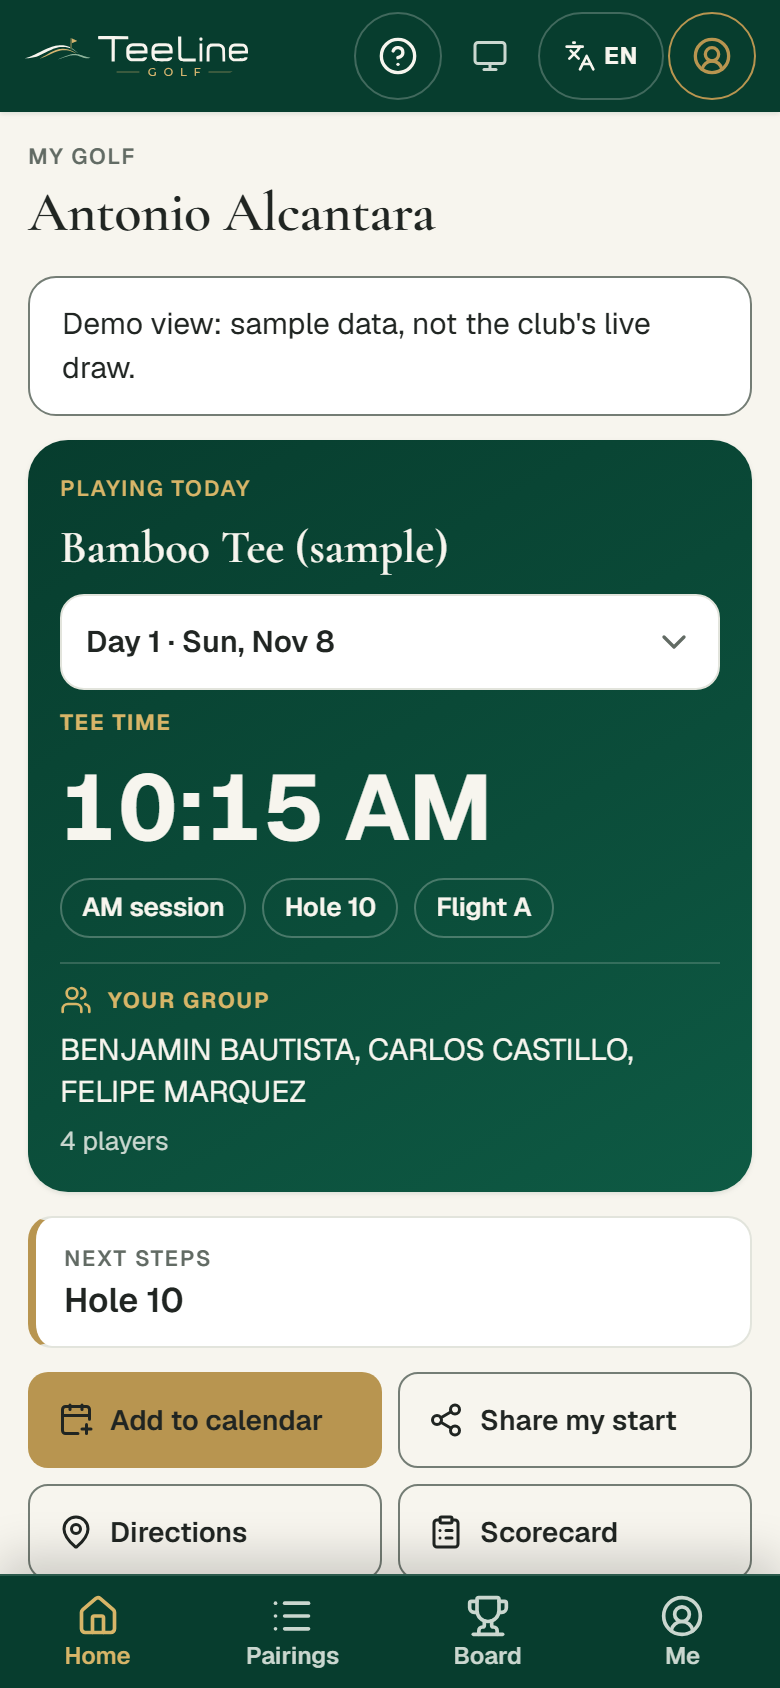 TeeLine
GOLF
EN
MY GOLF
Antonio Alcantara
Demo view: sample data, not the club's live
draw.
PLAYING TODAY
Bamboo Tee (sample)
Day 1 · Sun, Nov 8
TEE TIME
10:15 AM
AM session
Hole 10
Flight A
YOUR GROUP
BENJAMIN BAUTISTA, CARLOS CASTILLO,
FELIPE MARQUEZ
4 players
NEXT STEPS
Hole 10
Add to calendar
Share my start
Directions
Scorecard
Home
Pairings
Board
Me